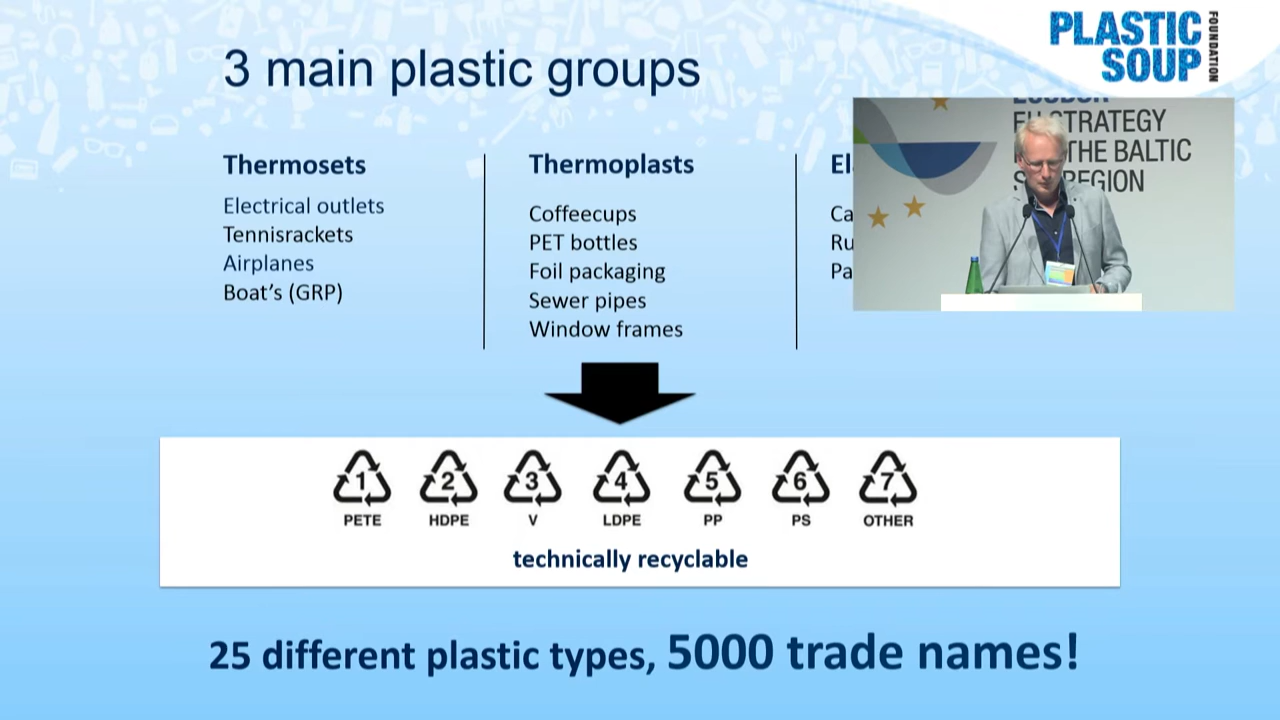 PLASTIC
SOUP
FOUNDATION
3 main plastic groups
EU STRATEGY
THE BALTIC
REGION
Thermosets
Electrical outlets
Tennisrackets
Airplanes
Boat's (GRP)
Thermoplasts
Coffeecups
PET bottles
Foil packaging
Sewer pipes
Window frames
El
Ca
Ru
Pa
1 2 3 4 5 6 7
PETE HDPE V LDPE PP PS OTHER
technically recyclable
25 different plastic types, 5000 trade names!